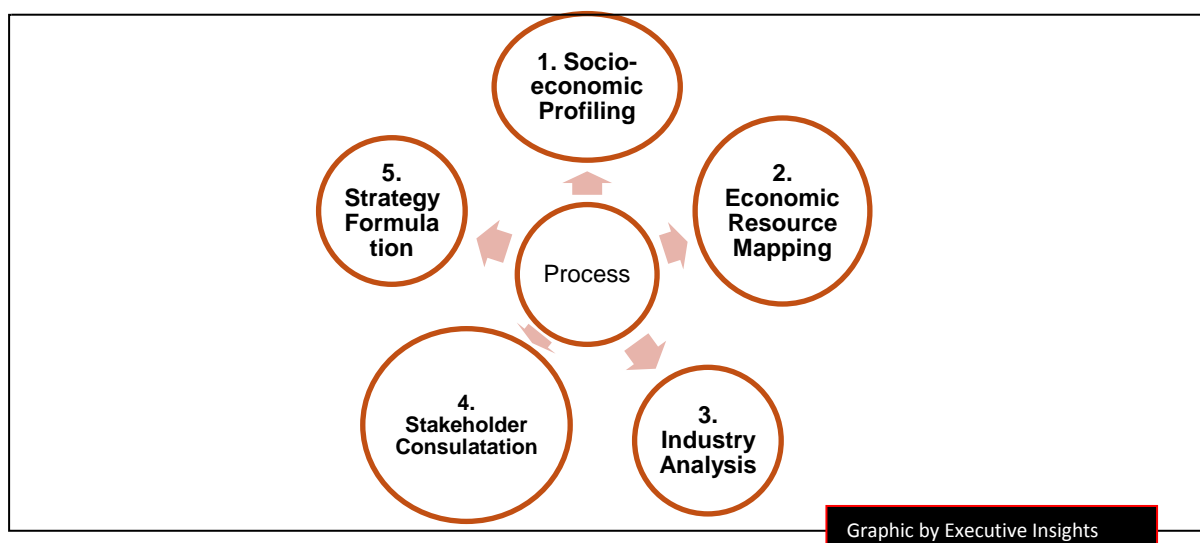 1. Socio-
economic
Profiling
2.
Economic
Resource
Mapping
3.
Industry
Analysis
4.
Stakeholder
Consulatation
5.
Strategy
Formula
tion
Process
Graphic by Executive Insights